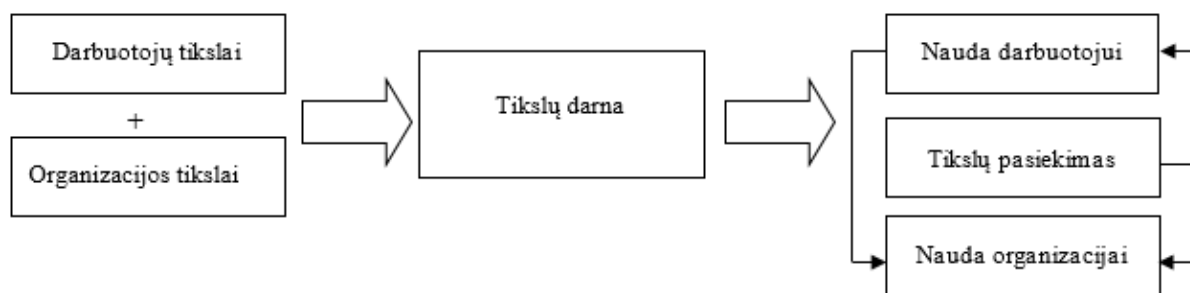 Darbuotojų tikslai
+
Organizacijos tikslai
Tikslų darna
Nauda darbuotojui
Tikslų pasiekimas
Nauda organizacijai